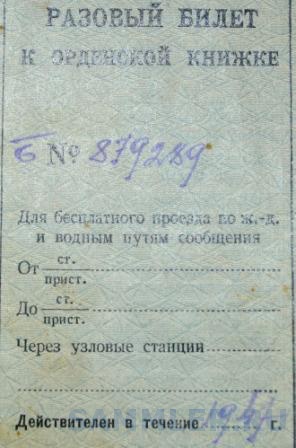 РАЗОВЫЙ БИЛЕТ
К ОРДЕНСКОЙ КНИЖКЕ
Б № 879289
Для бесплатного проезда по ж.-д.
и водным путям сообщения
От ст.
прист.
До ст.
прист.
Через узловые станции
Действителен в течение г.